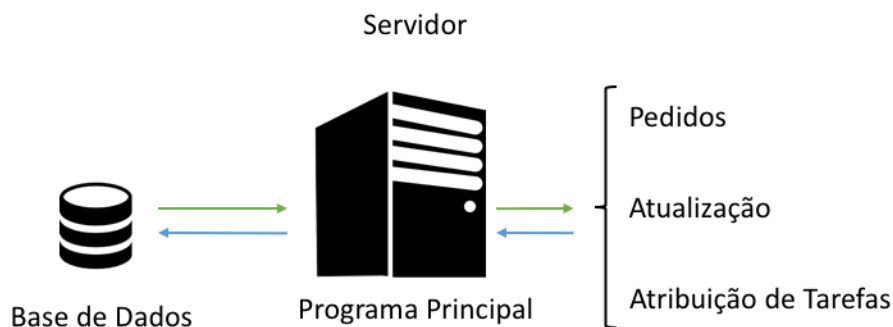 Servidor
Pedidos
Atualização
Atribuição de Tarefas
Base de Dados
Programa Principal